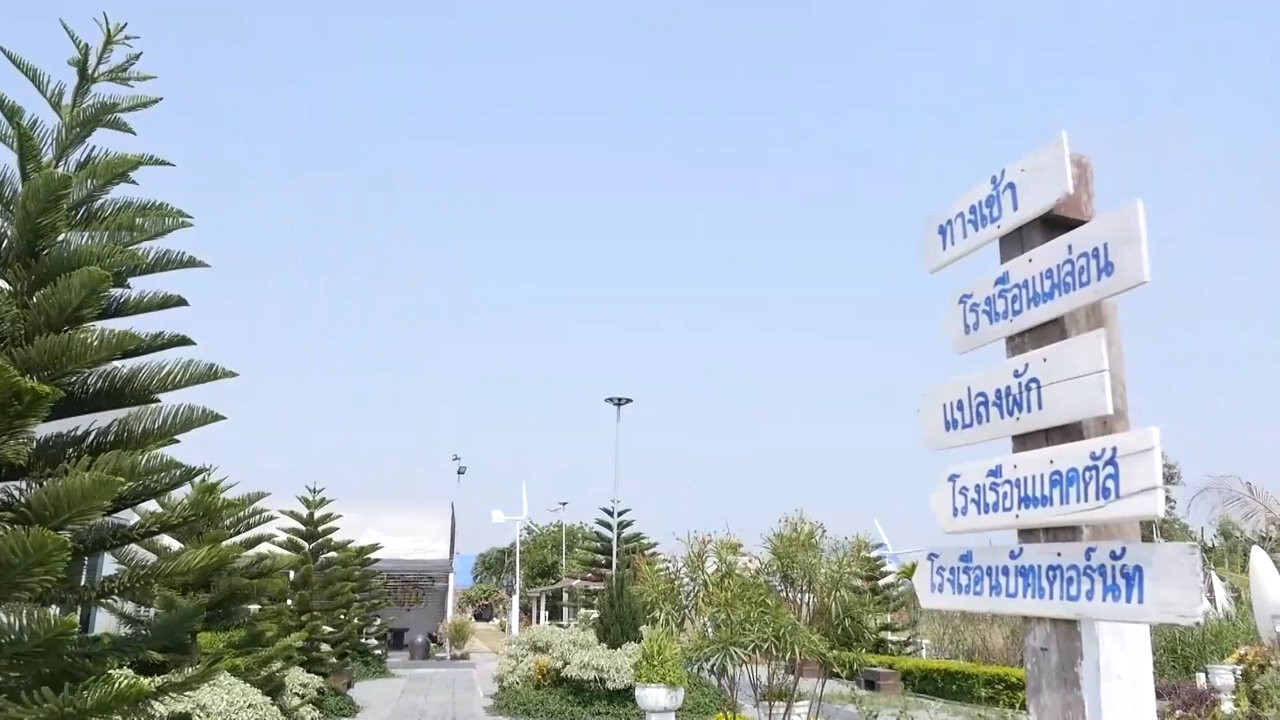 ทางเข้า
โรงเรือนเมล่อน
แปลงผัก
โรงเรือนแคคตัส
โรงเรือนบัทเตอร์นัท